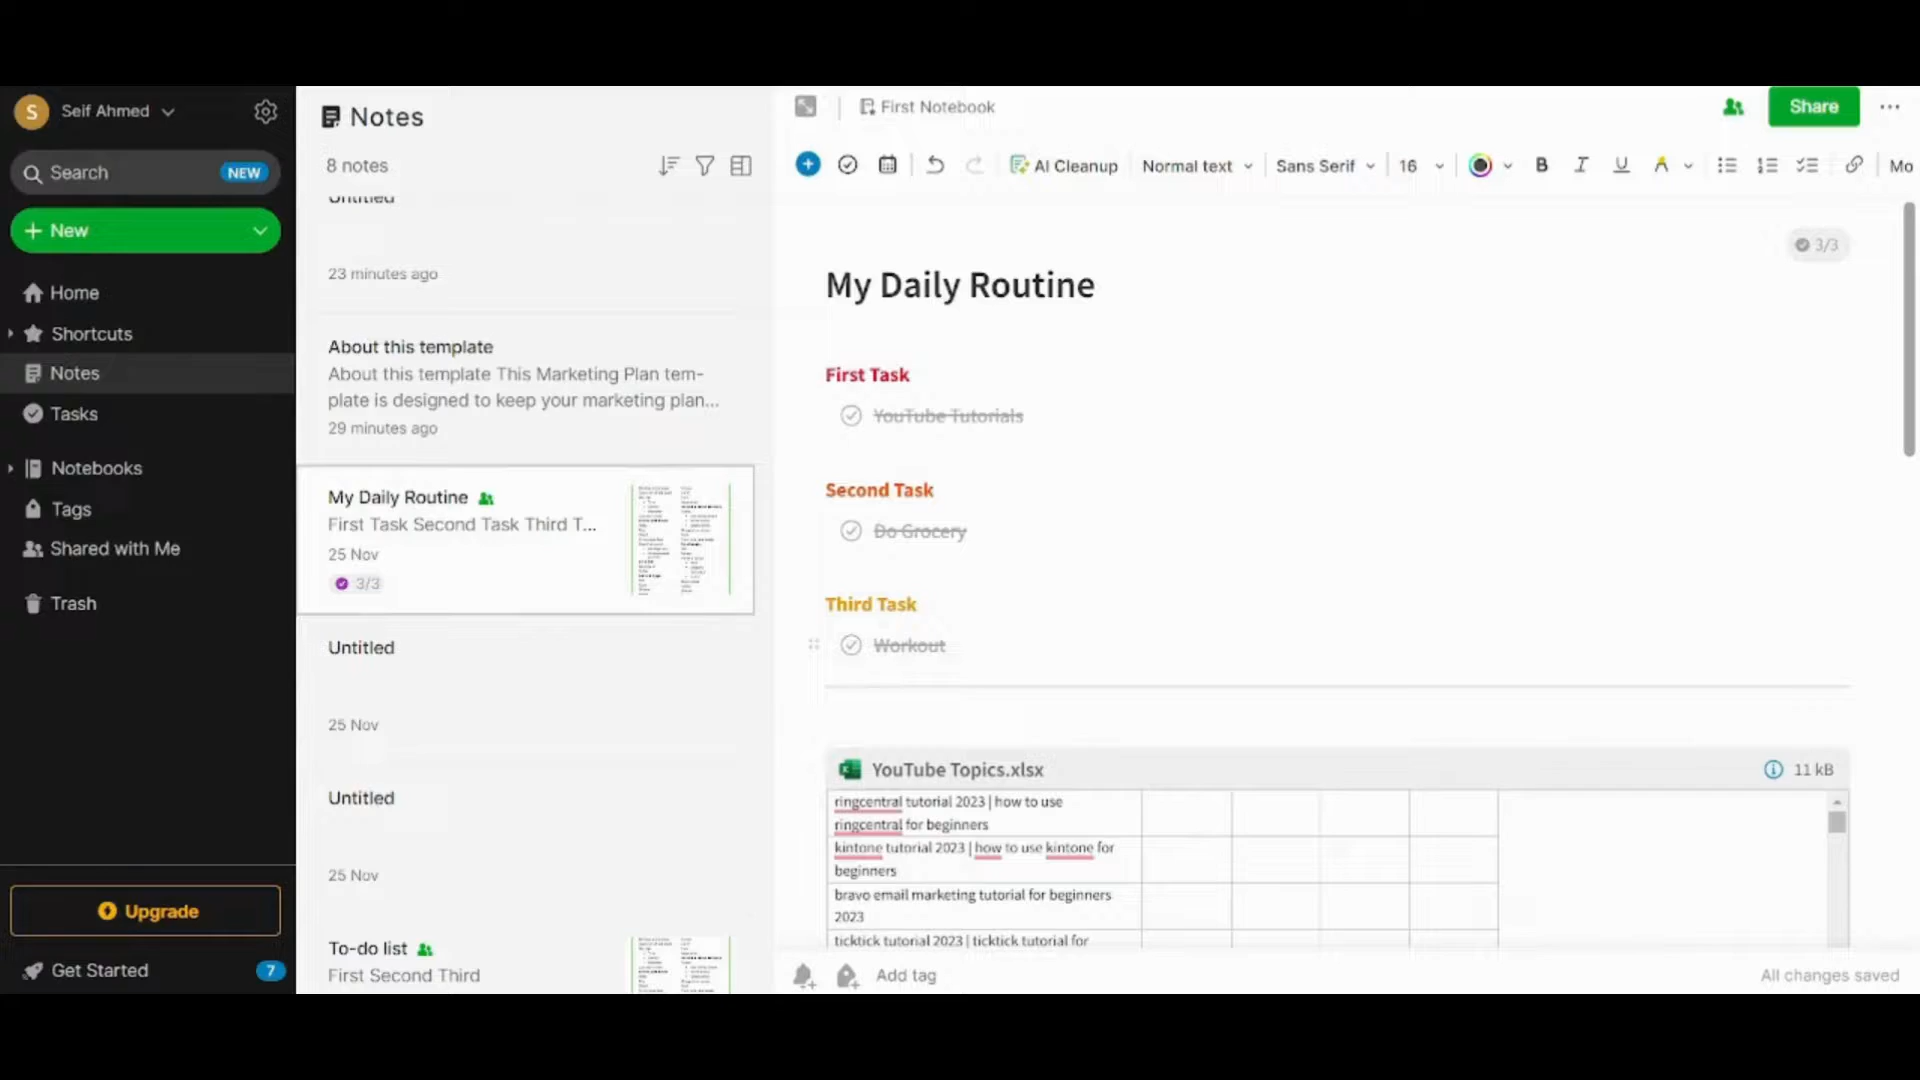 S
Seif Ahmed
Search
NEW
New
Home
Shortcuts
Notes
Tasks
Notebooks
Tags
Shared with Me
Trash
Upgrade
Get Started
7
Notes
8 notes
Untitled
23 minutes ago
About this template
About this template This Marketing Plan tem-
plate is designed to keep your marketing plan...
29 minutes ago
My Daily Routine
First Task Second Task Third T...
25 Nov
3/3
Untitled
25 Nov
Untitled
25 Nov
To-do list
First Second Third
First Notebook
Share
AI Cleanup
Normal text
Sans Serif
16
B
I
U
A
Mo
3/3
My Daily Routine
First Task
YouTube Tutorials
Second Task
Do Grocery
Third Task
Workout
YouTube Topics.xlsx
11 kB
ringcentral tutorial 2023 | how to use
ringcentral for beginners
kintone tutorial 2023 | how to use kintone for
beginners
bravo email marketing tutorial for beginners
2023
ticktick tutorial 2023 | ticktick tutorial for
Add tag
All changes saved